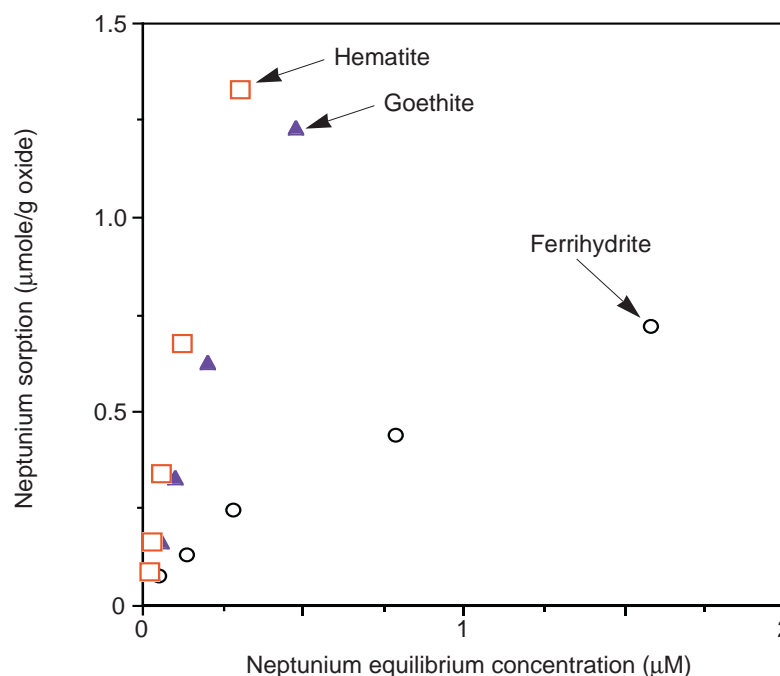 1.5
Hematite
Goethite
1.0
Ferrihydrite
0.5
0
0
1
2
Neptunium sorption (μmole/g oxide)
Neptunium equilibrium concentration (μM)